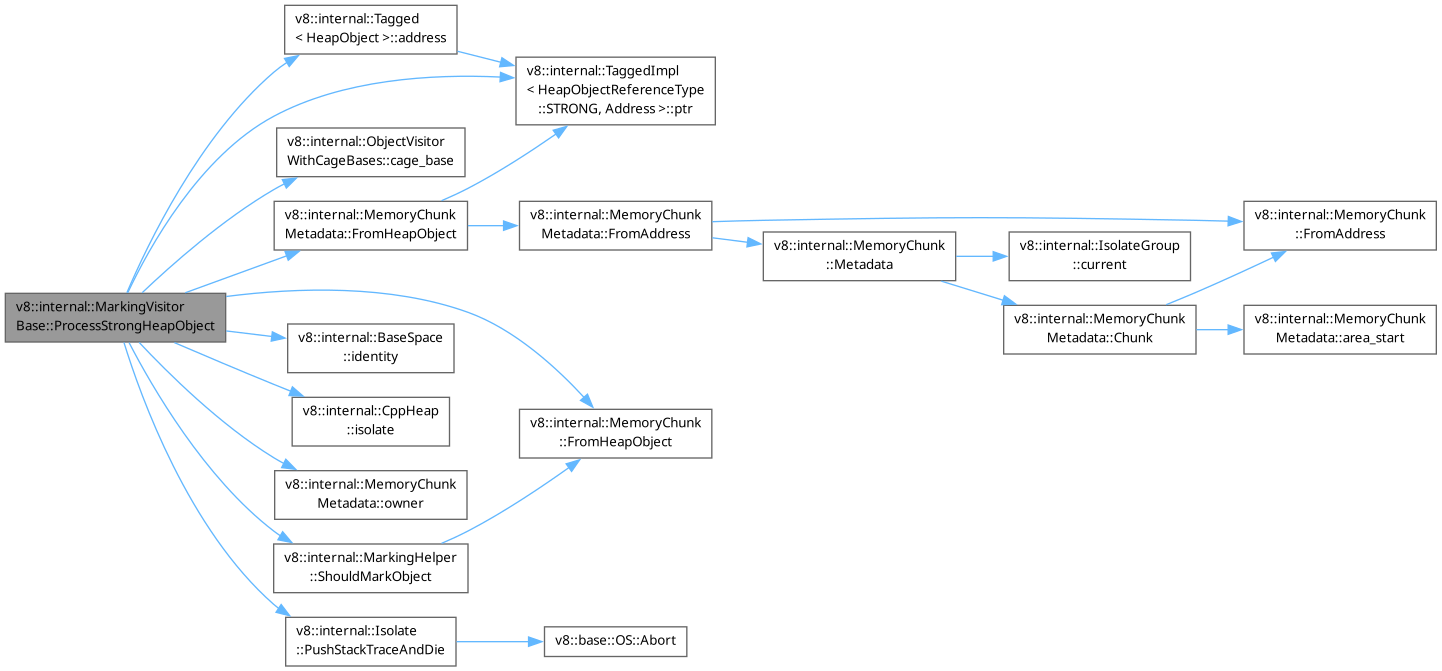 v8::internal::MarkingVisitor
Base::ProcessStrongHeapObject
v8::internal::Tagged
< HeapObject >::address
v8::internal::TaggedImpl
< HeapObjectReferenceType
::STRONG, Address >::ptr
v8::internal::ObjectVisitor
WithCageBases::cage_base
v8::internal::MemoryChunk
Metadata::FromHeapObject
v8::internal::MemoryChunk
Metadata::FromAddress
v8::internal::MemoryChunk
::Metadata
v8::internal::IsolateGroup
::current
v8::internal::MemoryChunk
::FromAddress
v8::internal::MemoryChunk
Metadata::Chunk
v8::internal::MemoryChunk
Metadata::area_start
v8::internal::BaseSpace
::identity
v8::internal::CppHeap
::isolate
v8::internal::MemoryChunk
::FromHeapObject
v8::internal::MemoryChunk
Metadata::owner
v8::internal::MarkingHelper
::ShouldMarkObject
v8::internal::Isolate
::PushStackTraceAndDie
v8::base::OS::Abort